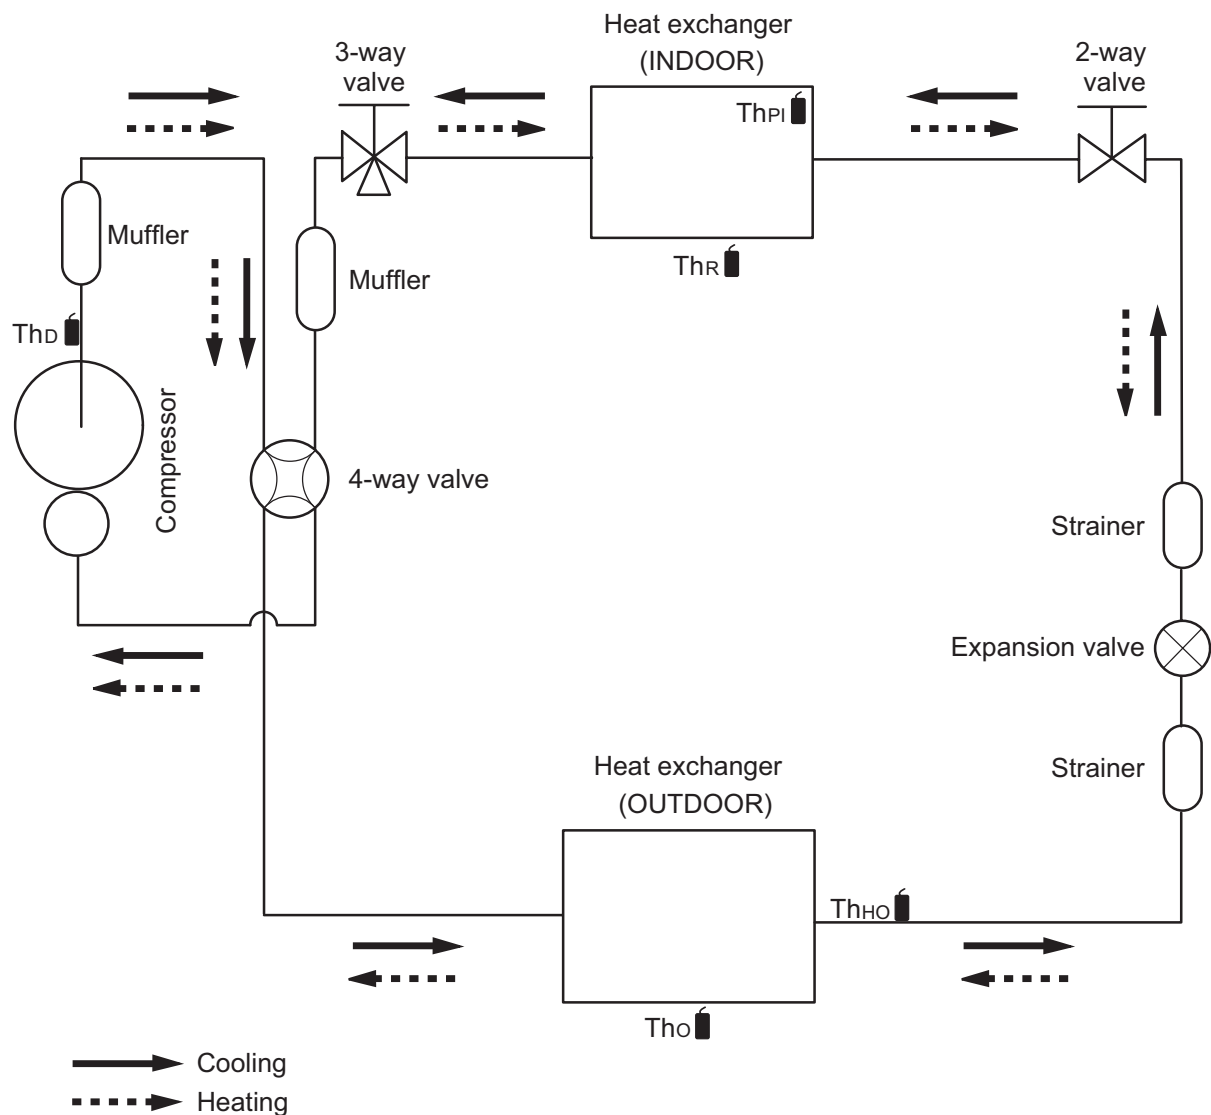 Heat exchanger
(INDOOR)
3-way
valve
2-way
valve
ThPI
Muffler
ThR
Muffler
ThD
Compressor
4-way valve
Strainer
Expansion valve
Heat exchanger
(OUTDOOR)
Strainer
ThHO
ThO
Cooling
Heating